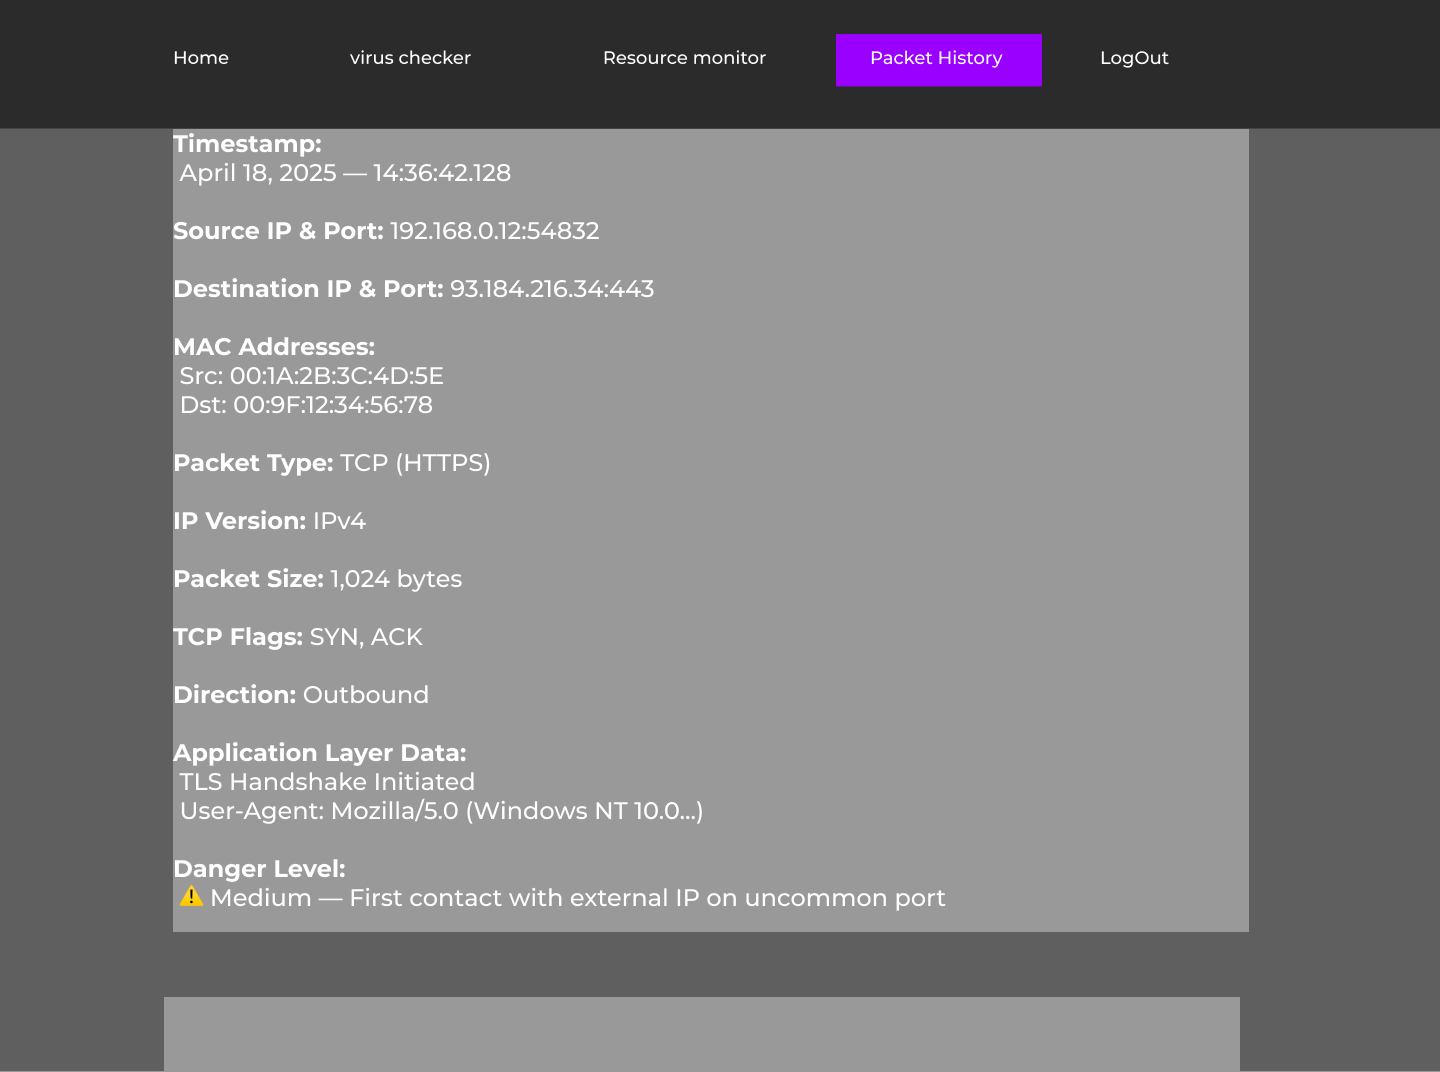 Home virus checker Resource monitor Packet History LogOut
Timestamp:
April 18, 2025 — 14:36:42.128
Source IP & Port: 192.168.0.12:54832
Destination IP & Port: 93.184.216.34:443
MAC Addresses:
Src: 00:1A:2B:3C:4D:5E
Dst: 00:9F:12:34:56:78
Packet Type: TCP (HTTPS)
IP Version: IPv4
Packet Size: 1,024 bytes
TCP Flags: SYN, ACK
Direction: Outbound
Application Layer Data:
TLS Handshake Initiated
User-Agent: Mozilla/5.0 (Windows NT 10.0...)
Danger Level:
⚠️ Medium — First contact with external IP on uncommon port